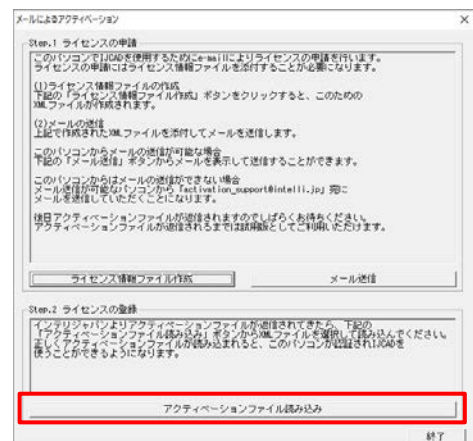 メールによるアクティベーション
Step.1 ライセンスの申請
このパソコンでIJCADを使用するためにe-mailによりライセンスの申請を行います。
ライセンスの申請にはライセンス情報ファイルを添付することが必要になります。
(1)ライセンス情報ファイルの作成
下記の「ライセンス情報ファイル作成」ボタンをクリックすると、このための
XMLファイルが作成されます。
(2)メールの送信
上記で作成されたXMLファイルを添付してメールを送信します。
このパソコンからメールの送信が可能な場合
下記の「メール送信」ボタンからメールを表示して送信することができます。
このパソコンからはメールの送信ができない場合
メール送信が可能なパソコンから「activation_support@intelli.jp」宛に
メールを送信していただくことになります。
後日アクティベーションファイルが返信されますのでしばらくお待ちください。
アクティベーションファイルが返信されるまでは試用版としてご利用いただけます。
ライセンス情報ファイル作成
メール送信
Step.2 ライセンスの登録
インテリジャパンよりアクティベーションファイルが返信されてきたら、下記の
「アクティベーションファイル読み込み」ボタンからXMLファイルを選択して読み込んでください。
正しくアクティベーションファイルが読み込まれると、このパソコンが認証されIJCADを
使うことができるようになります。
アクティベーションファイル読み込み
終了